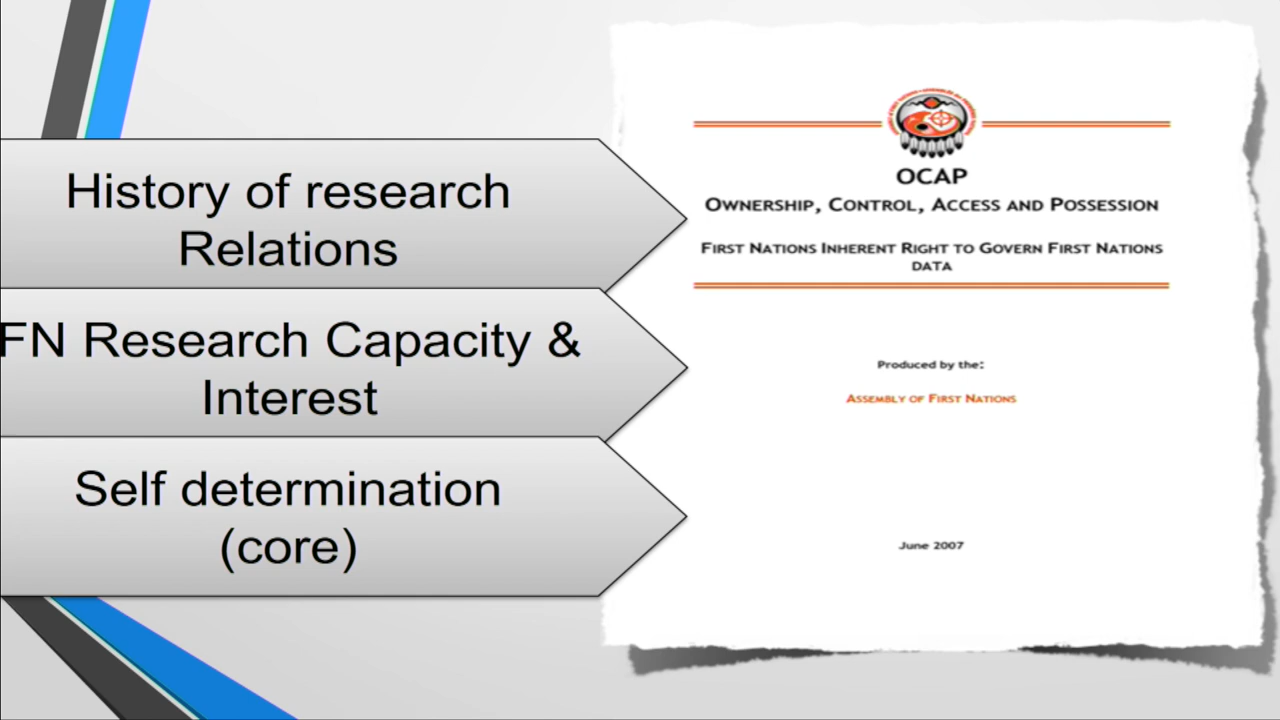 History of research
Relations
FN Research Capacity &
Interest
Self determination
(core)
OCAP
OWNERSHIP, CONTROL, ACCESS AND POSSESSION
FIRST NATIONS INHERENT RIGHT TO GOVERN FIRST NATIONS
DATA
Produced by the:
ASSEMBLY OF FIRST NATIONS
June 2007